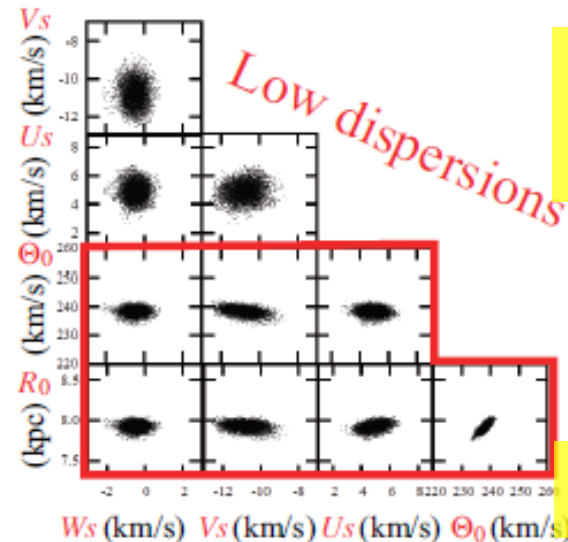 Vs
(km/s)
-8
-10
-12
Low dispersions
Us
(km/s)
8
6
4
2
Θ0
(km/s)
260
250
240
230
220
R0
(kpc)
8.5
8.0
7.5
-2 0 2 -12 -10 -8 2 4 6 8 220 230 240 250 260
Ws (km/s) Vs (km/s) Us (km/s) Θ0 (km/s)